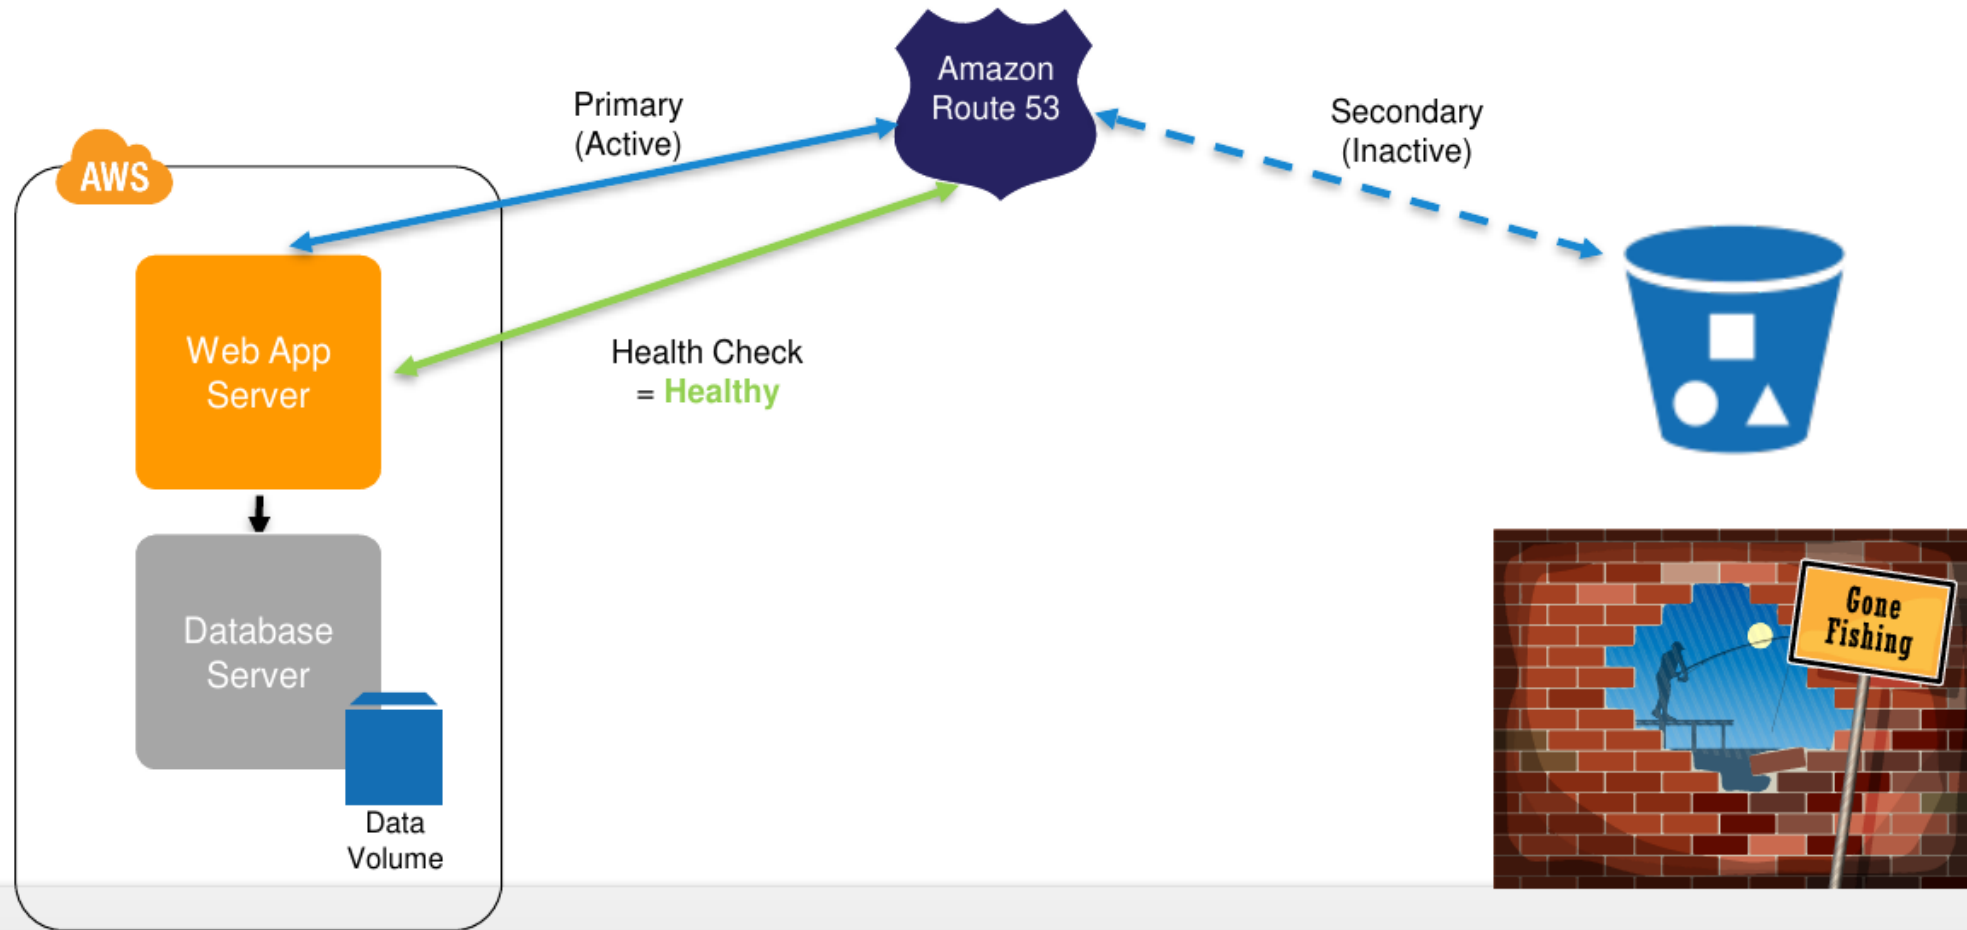 Amazon
Route 53
Primary
(Active)
Secondary
(Inactive)
AWS
Web App
Server
Health Check
= Healthy
Database
Server
Data
Volume
Gone
Fishing